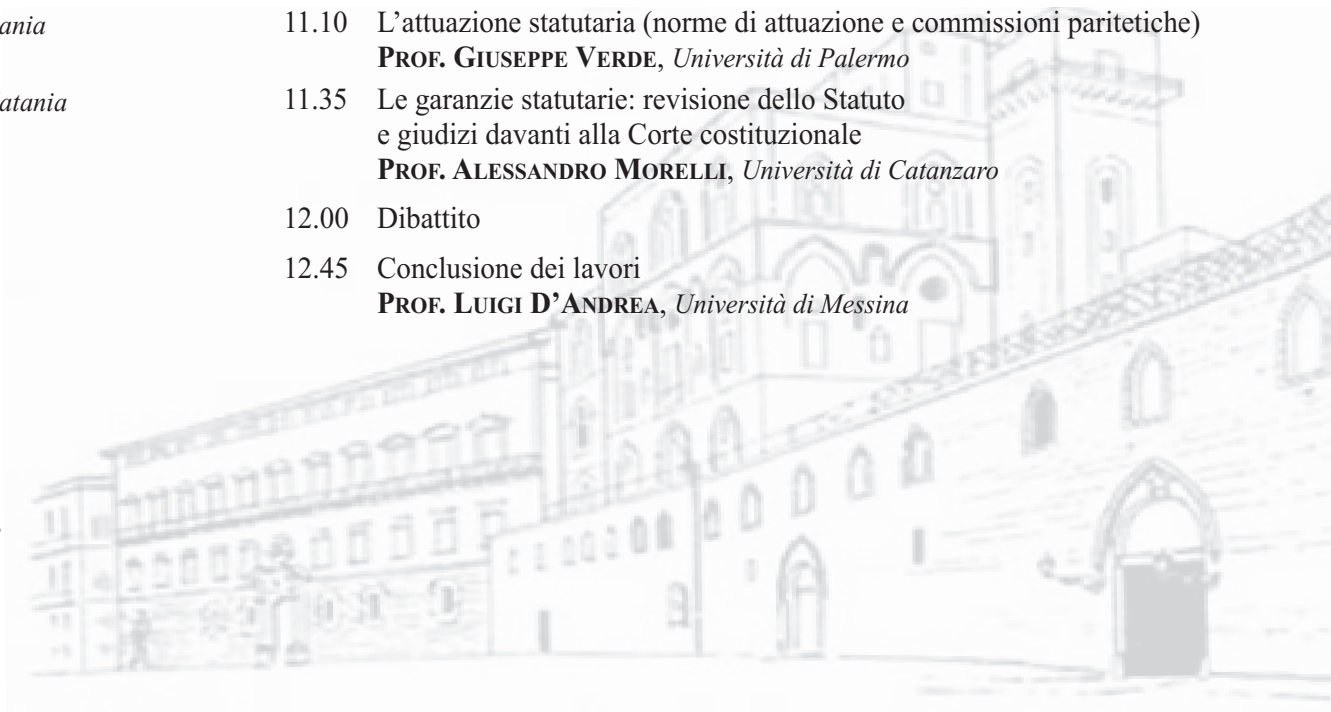 11.10 L’attuazione statutaria (norme di attuazione e commissioni paritetiche)
PROF. GIUSEPPE VERDE, Università di Palermo
11.35 Le garanzie statutarie: revisione dello Statuto
e giudizi davanti alla Corte costituzionale
PROF. ALESSANDRO MORELLI, Università di Catanzaro
12.00 Dibattito
12.45 Conclusione dei lavori
PROF. LUIGI D’ANDREA, Università di Messina